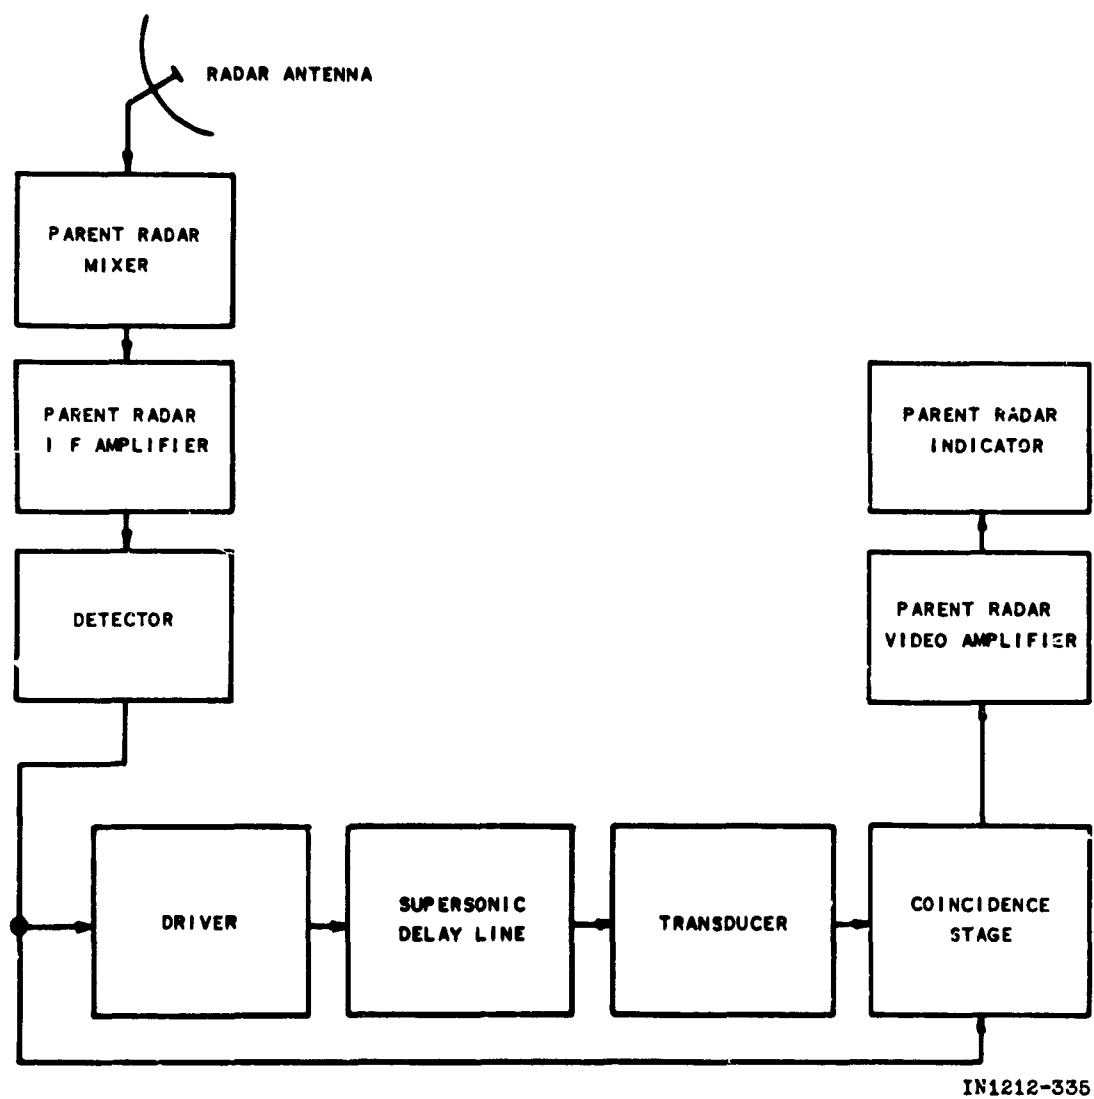 RADAR ANTENNA
PARENT RADAR
MIXER
PARENT RADAR
I F AMPLIFIER
DETECTOR
PARENT RADAR
INDICATOR
PARENT RADAR
VIDEO AMPLIFIER
DRIVER
SUPERSONIC
DELAY LINE
TRANSDUCER
COINCIDENCE
STAGE
IN1212-335